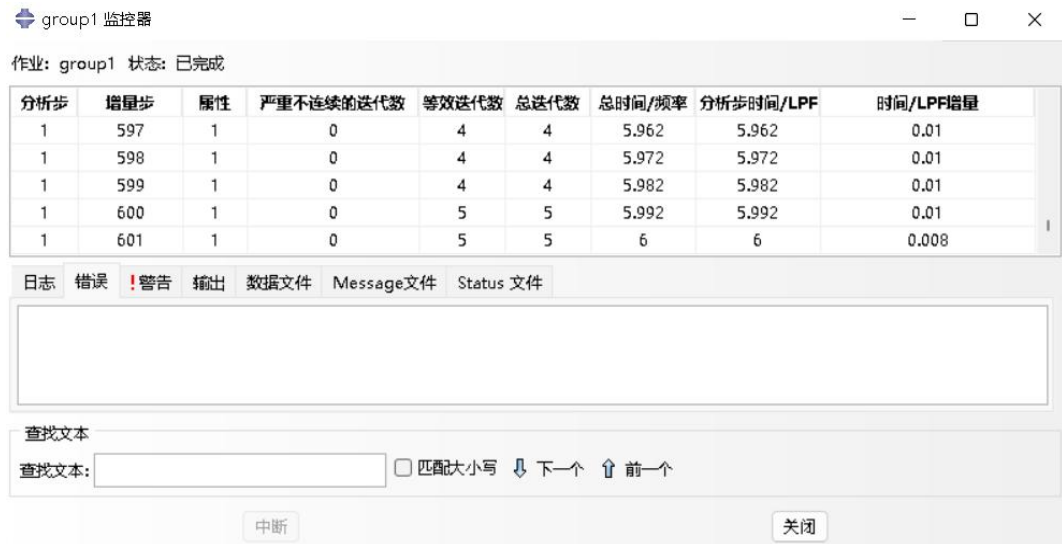 group1 监控器
作业: group1 状态: 已完成
分析步 增量步 属性 严重不连续的迭代数 等效迭代数 总迭代数 总时间/频率 分析步时间/LPF 时间/LPF增量
1 597 1 0 4 4 5.962 5.962 0.01
1 598 1 0 4 4 5.972 5.972 0.01
1 599 1 0 4 4 5.982 5.982 0.01
1 600 1 0 5 5 5.992 5.992 0.01
1 601 1 0 5 5 6 6 0.008
日志 错误 !警告 输出 数据文件 Message文件 Status 文件
查找文本
查找文本: 匹配大小写 下一个 前一个
中断 关闭